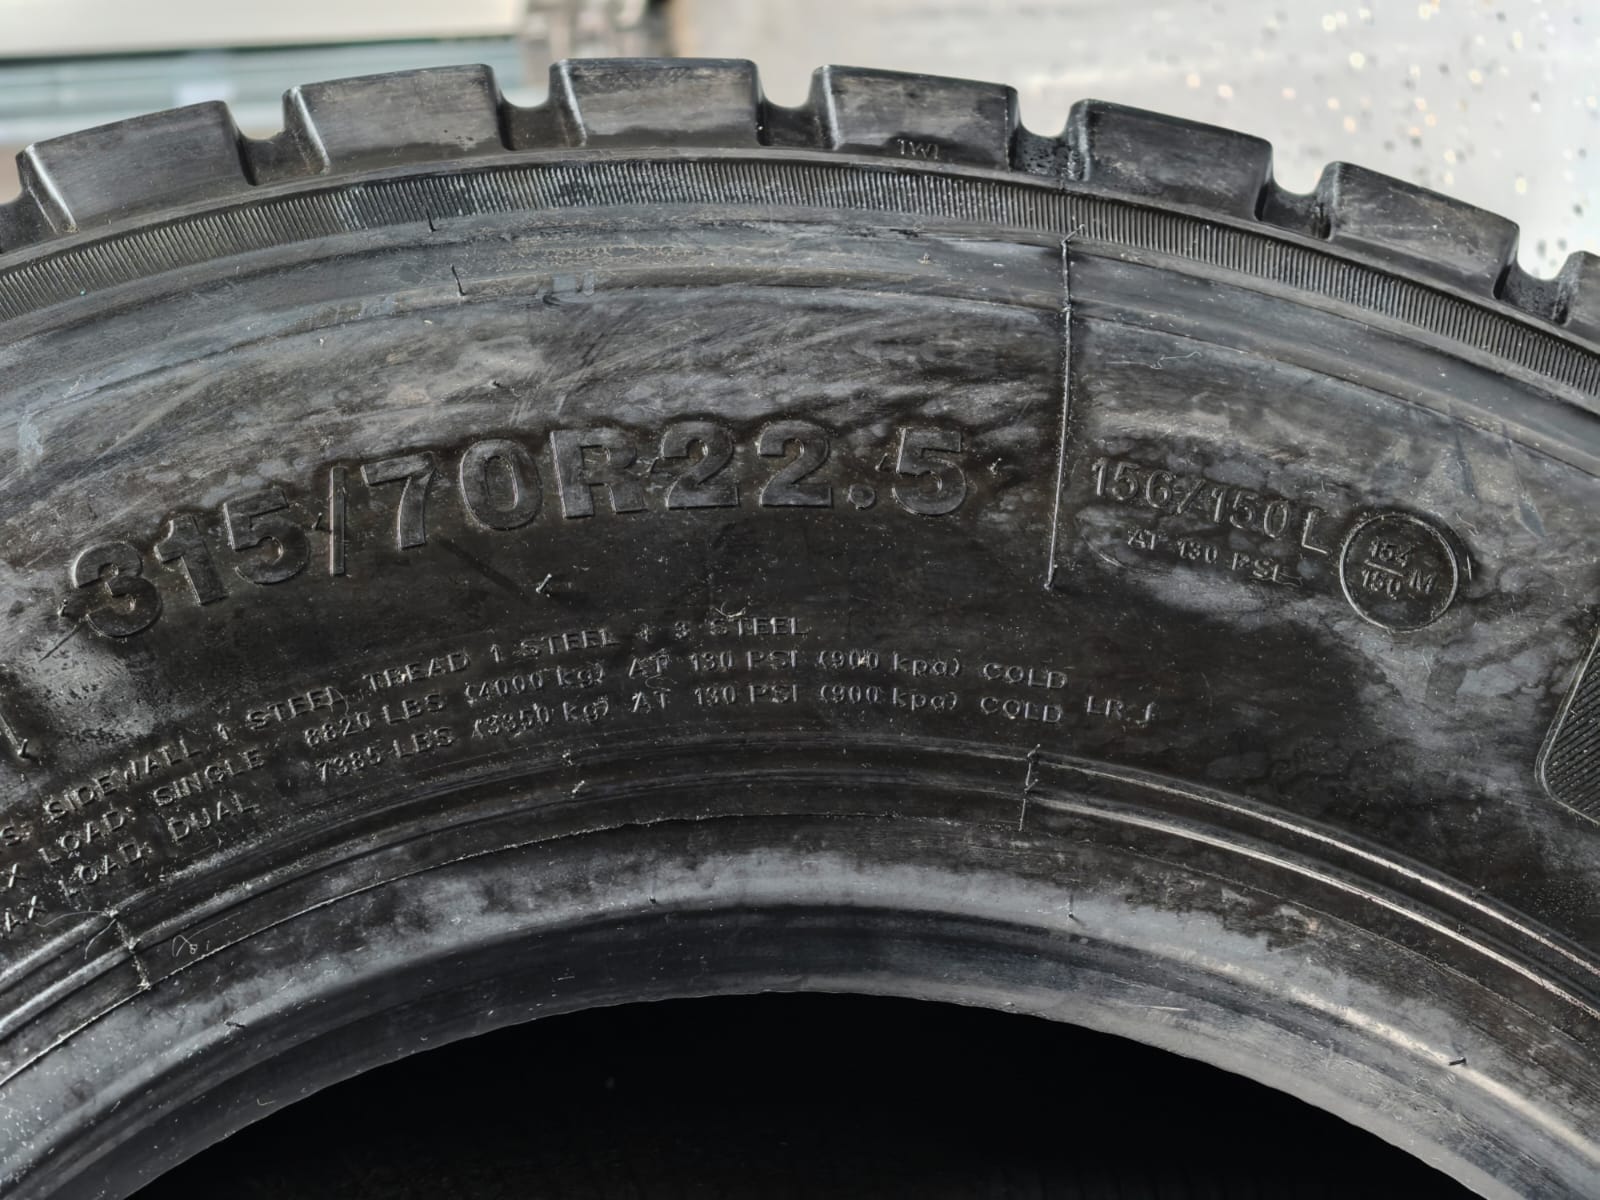 TWI
315/70R22.5
156/150L
AT 130 PSI
154/150 M
SIDEWALL 1 STEEL TREAD 1 STEEL + 3 STEEL
LOAD SINGLE 8820 LBS (4000 kg) AT 130 PSI (900 kpa) COLD
MAX LOAD DUAL 7385 LBS (3350 kg) AT 130 PSI (900 kpa) COLD LR-J